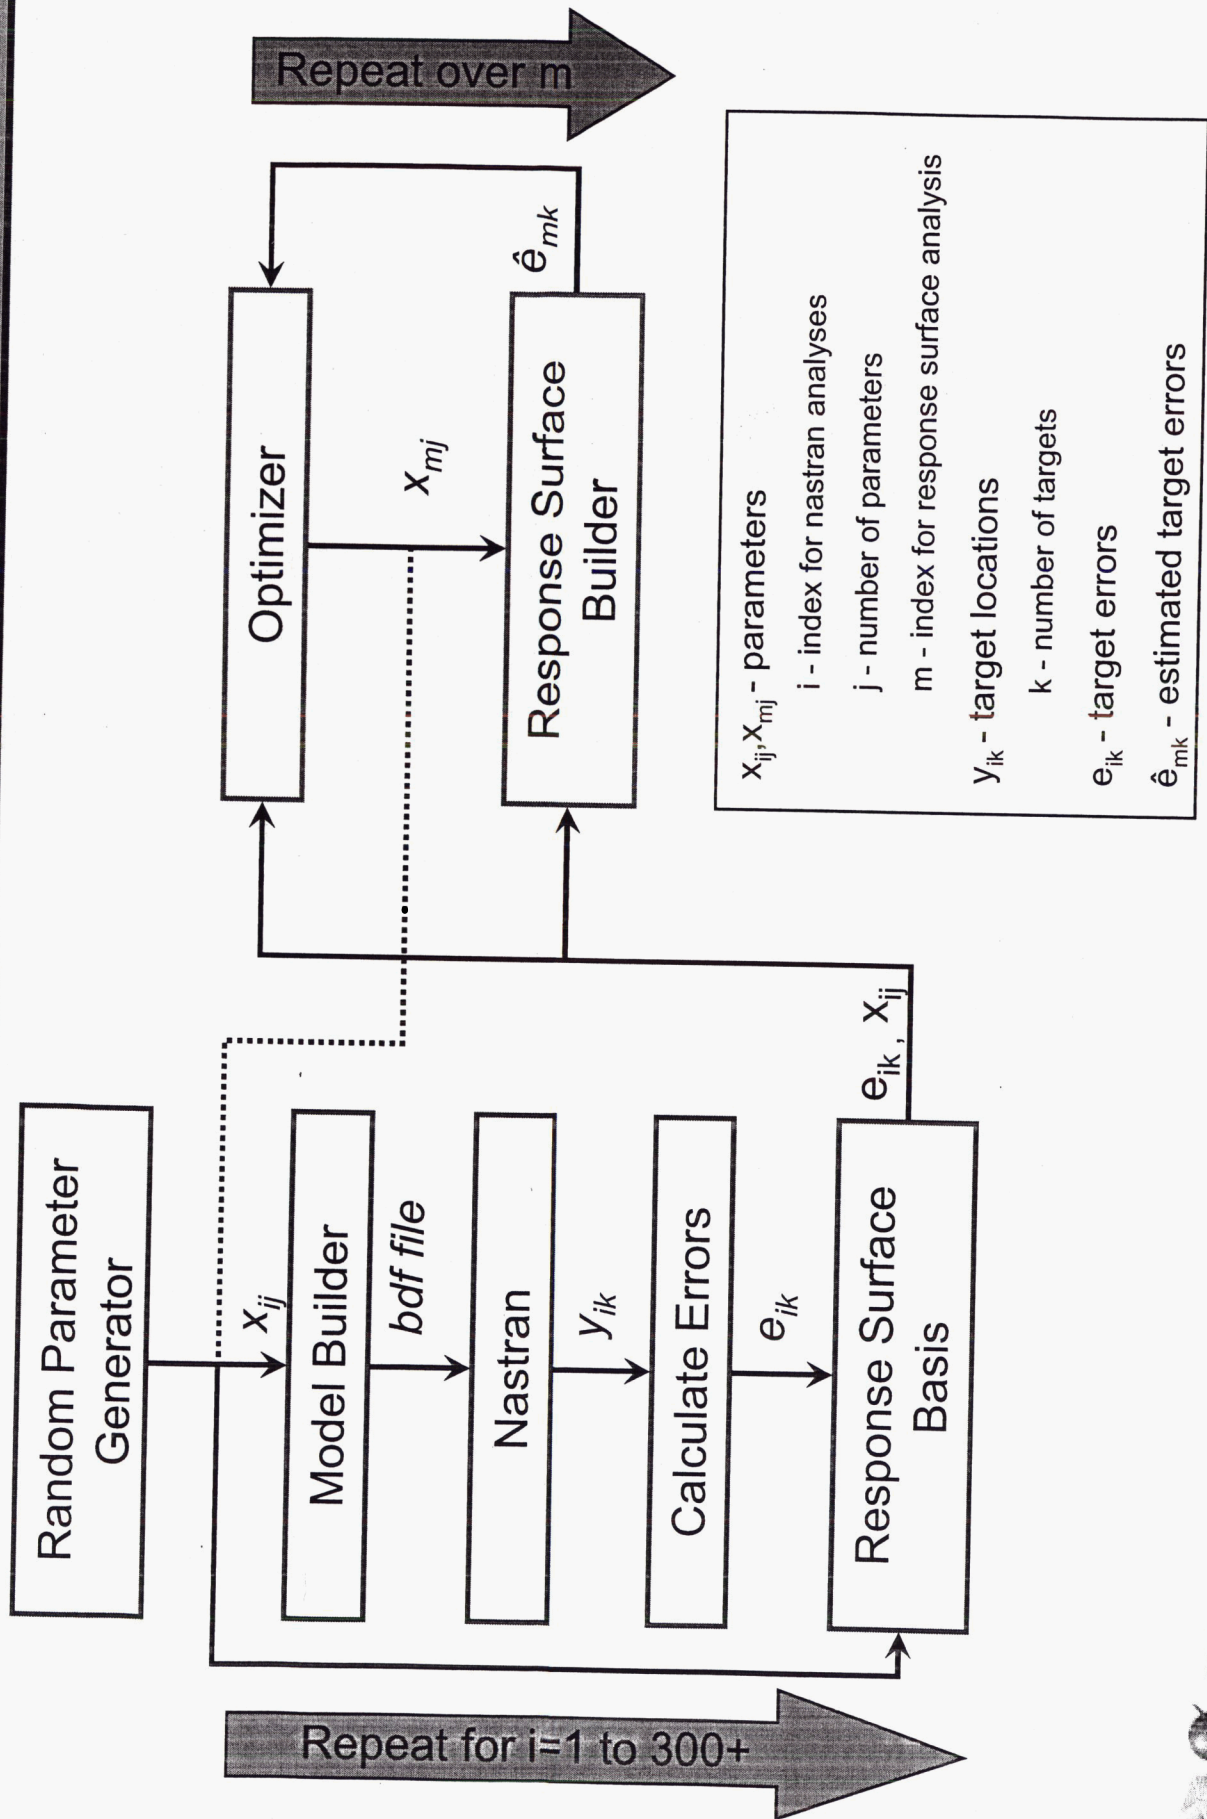 Repeat for i=1 to 300+
Random Parameter
Generator
x_ij
Model Builder
bdf file
Nastran
y_ik
Calculate Errors
e_ik
Response Surface
Basis
e_ik , x_ij
Optimizer
x_mj
Response Surface
Builder
ê_mk
Repeat over m
x_ij,x_mj - parameters
i - index for nastran analyses
j - number of parameters
m - index for response surface analysis
y_ik - target locations
k - number of targets
e_ik - target errors
ê_mk - estimated target errors